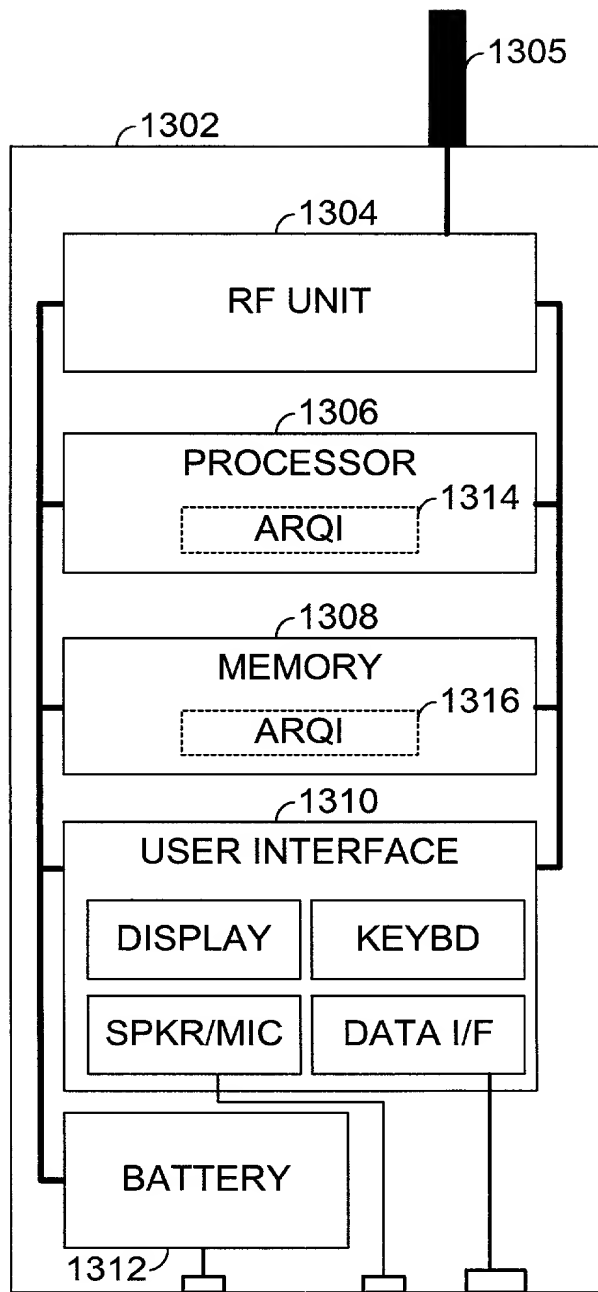 1305
1302
1304
RF UNIT
1306
PROCESSOR
1314
ARQI
1308
MEMORY
1316
ARQI
1310
USER INTERFACE
DISPLAY
KEYBD
SPKR/MIC
DATA I/F
BATTERY
1312